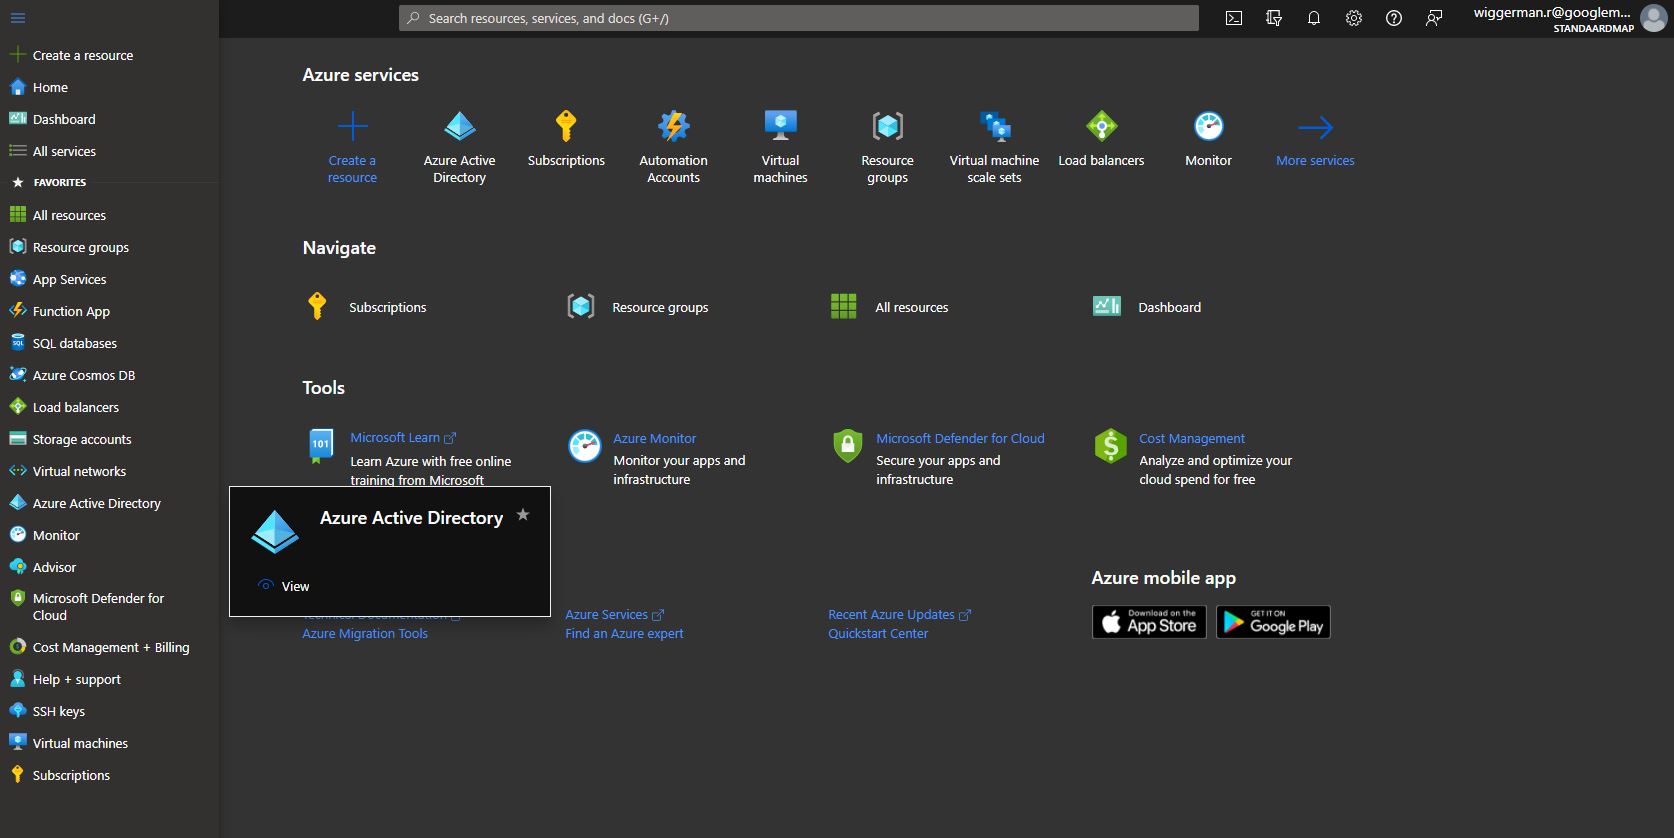 Search resources, services, and docs (G+/)
wiggerman.r@googlem...
STANDAARDMAP
Create a resource
Home
Dashboard
All services
FAVORITES
All resources
Resource groups
App Services
Function App
SQL databases
Azure Cosmos DB
Load balancers
Storage accounts
Virtual networks
Azure Active Directory
Monitor
Advisor
Microsoft Defender for
Cloud
Cost Management + Billing
Help + support
SSH keys
Virtual machines
Subscriptions
Azure services
Create a
resource
Azure Active
Directory
Subscriptions
Automation
Accounts
Virtual
machines
Resource
groups
Virtual machine
scale sets
Load balancers
Monitor
More services
Navigate
Subscriptions
Resource groups
All resources
Dashboard
Tools
101
Microsoft Learn
Learn Azure with free online
training from Microsoft
Azure Monitor
Monitor your apps and
infrastructure
Microsoft Defender for Cloud
Secure your apps and
infrastructure
Cost Management
Analyze and optimize your
cloud spend for free
Azure Active Directory
View
Technical Documentation
Azure Migration Tools
Azure Services
Find an Azure expert
Recent Azure Updates
Quickstart Center
Azure mobile app
Download on the
App Store
GET IT ON
Google Play